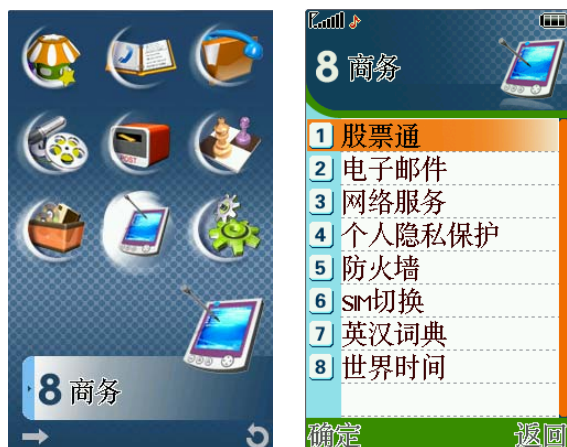 POST
8 商务
8 商务
1 股票通
2 电子邮件
3 网络服务
4 个人隐私保护
5 防火墙
6 SIM切换
7 英汉词典
8 世界时间
确定 返回